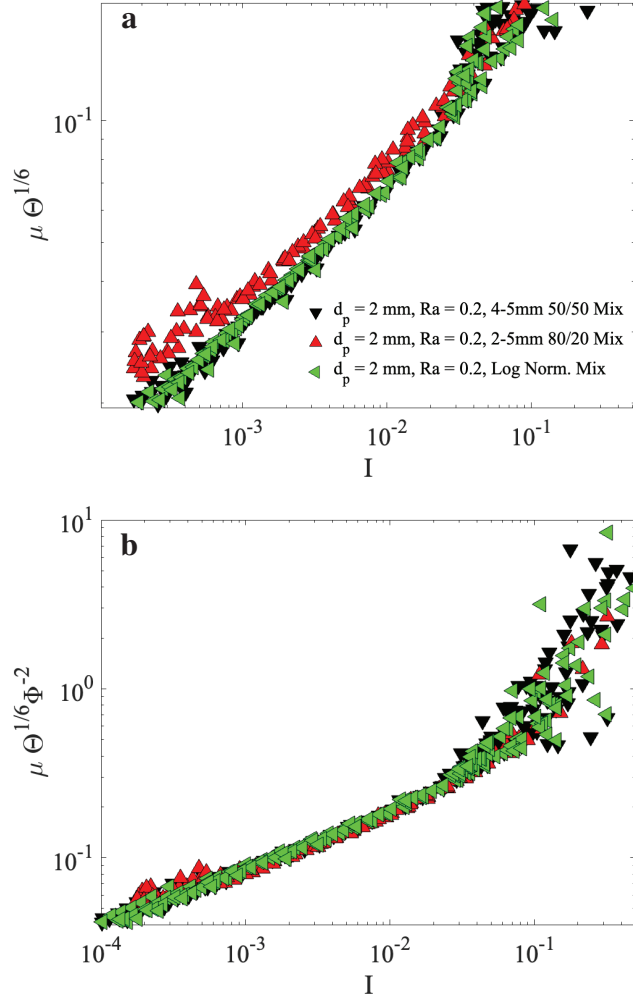 a
10^-1
μ Θ^1/6
d_p = 2 mm, Ra = 0.2, 4-5mm 50/50 Mix
d_p = 2 mm, Ra = 0.2, 2-5mm 80/20 Mix
d_p = 2 mm, Ra = 0.2, Log Norm. Mix
10^-3 10^-2 10^-1
I
b
10^1
10^0
10^-1
μ Θ^1/6 Φ^-2
10^-4 10^-3 10^-2 10^-1
I